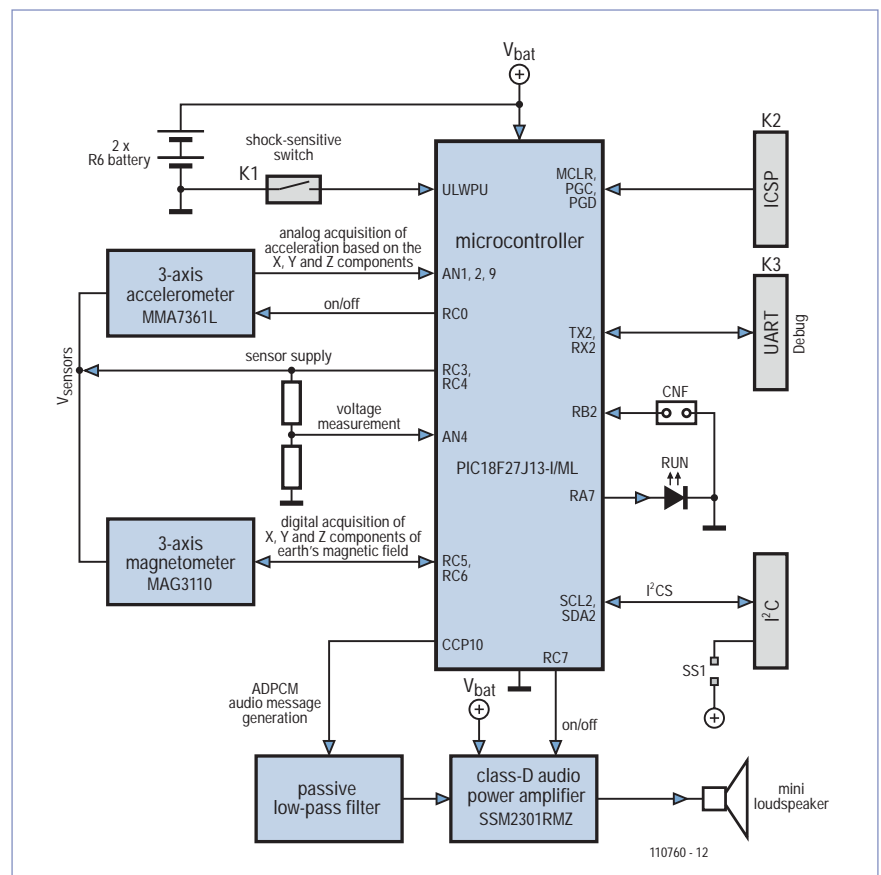 Vbat
2 x
R6 battery
shock-sensitive
switch
K1
ULWPU
MCLR,
PGC,
PGD
K2
ICSP
microcontroller
analog acquisition of
acceleration based on the
X, Y and Z components
3-axis
accelerometer
MMA7361L
AN1, 2, 9
on/off
RC0
K3
UART
Debug
TX2,
RX2
sensor supply
Vsensors
RC3,
RC4
voltage
measurement
AN4
CNF
RB2
PIC18F27J13-I/ML
RUN
RA7
digital acquisition of
X, Y and Z components of
earth's magnetic field
3-axis
magnetometer
MAG3110
RC5,
RC6
SCL2,
SDA2
I²CS
I²C
CCP10
RC7
SS1
ADPCM
audio message
generation
Vbat
on/off
passive
low-pass filter
class-D audio
power amplifier
SSM2301RMZ
mini
loudspeaker
110760 - 12